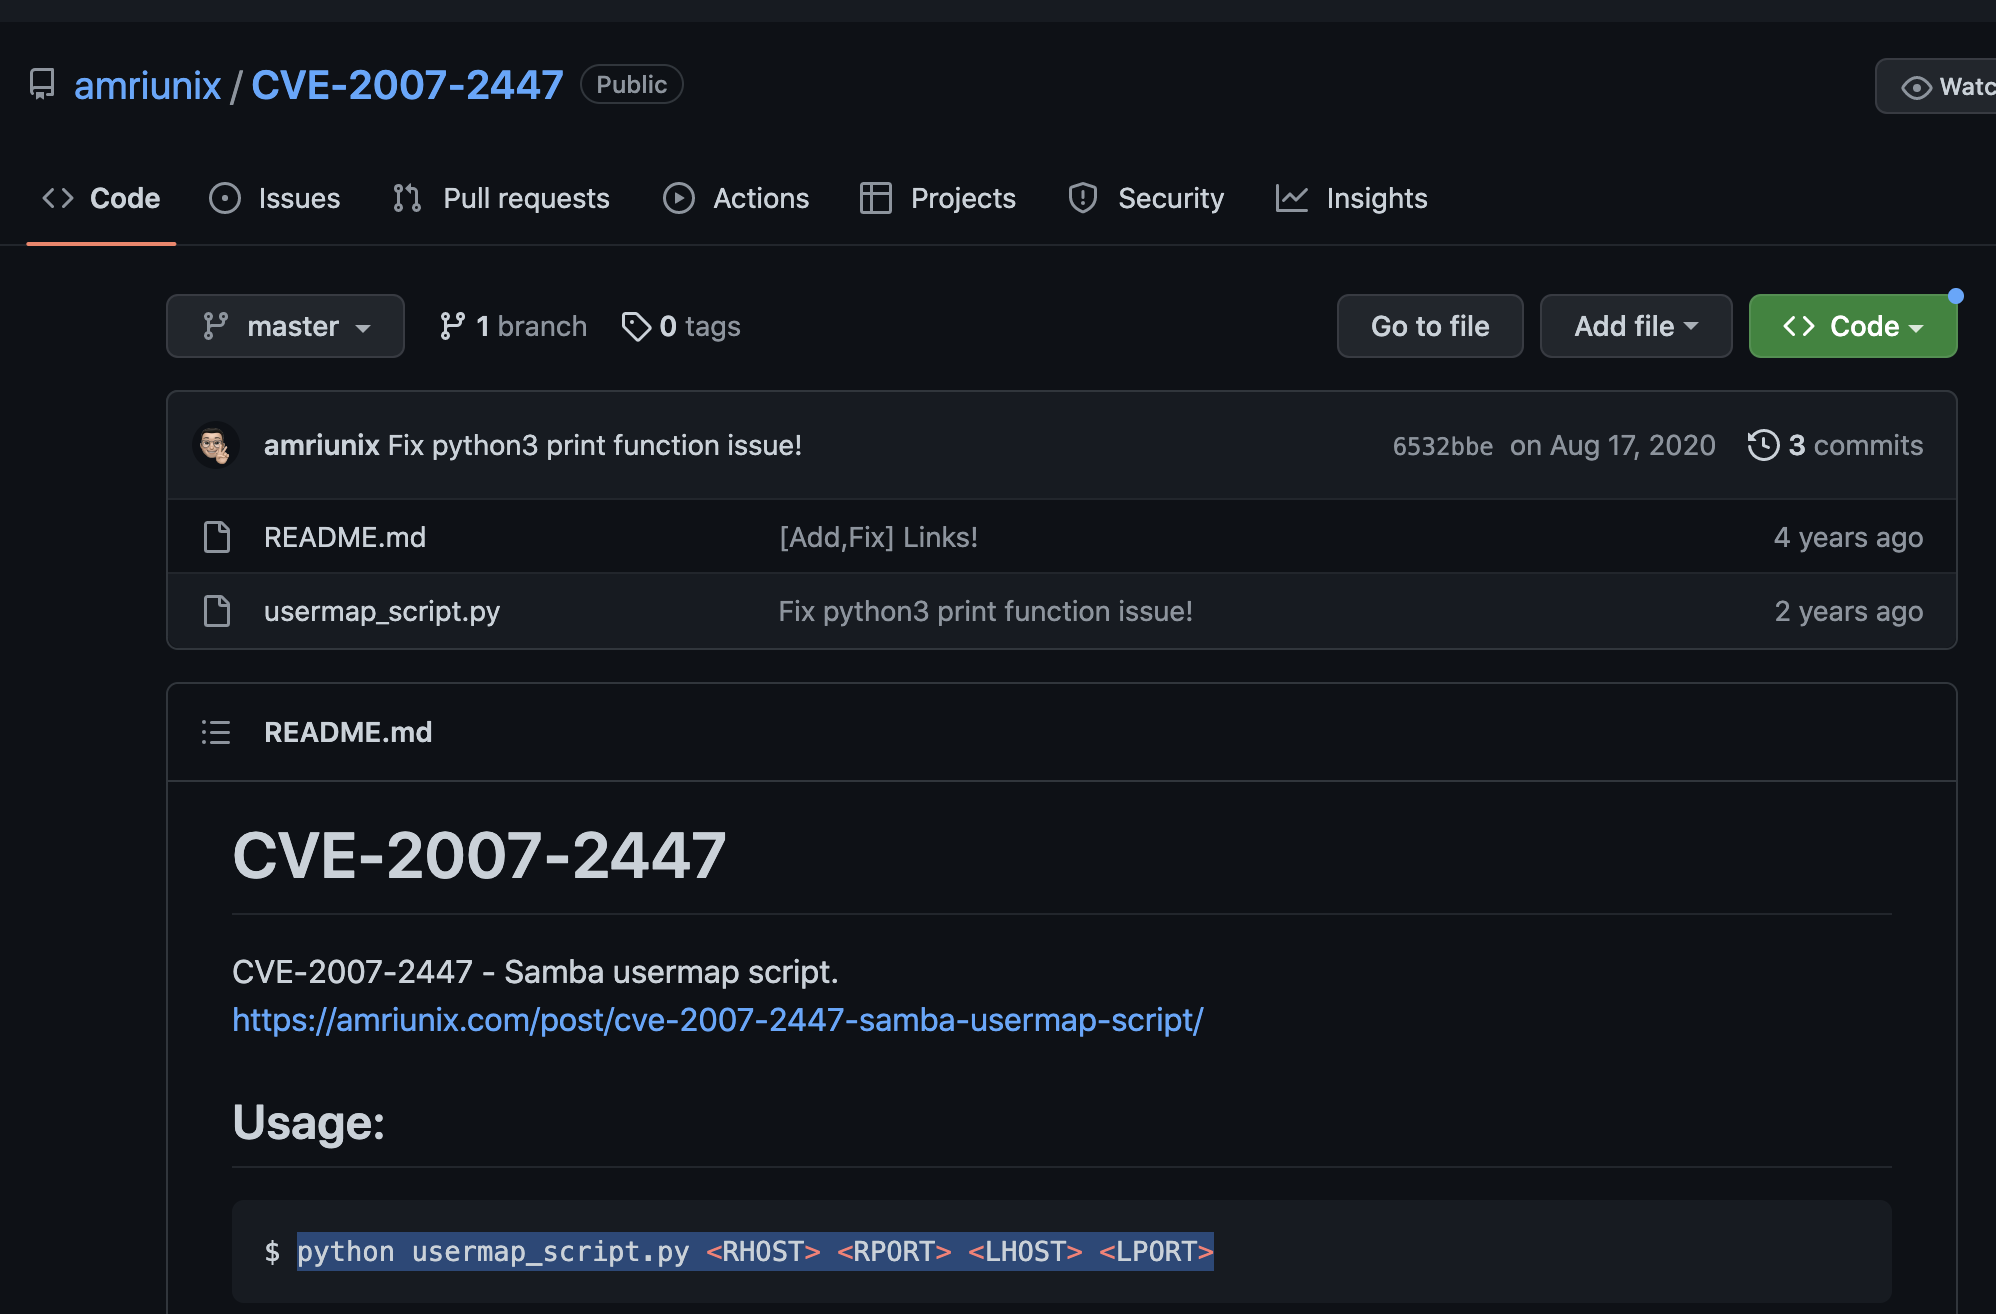 amriunix / CVE-2007-2447 Public
Watc
Code Issues Pull requests Actions Projects Security Insights
master 1 branch 0 tags Go to file Add file Code
amriunix Fix python3 print function issue! 6532bbe on Aug 17, 2020 3 commits
README.md [Add,Fix] Links! 4 years ago
usermap_script.py Fix python3 print function issue! 2 years ago
README.md
CVE-2007-2447
CVE-2007-2447 - Samba usermap script.
https://amriunix.com/post/cve-2007-2447-samba-usermap-script/
Usage:
$ python usermap_script.py <RHOST> <RPORT> <LHOST> <LPORT>